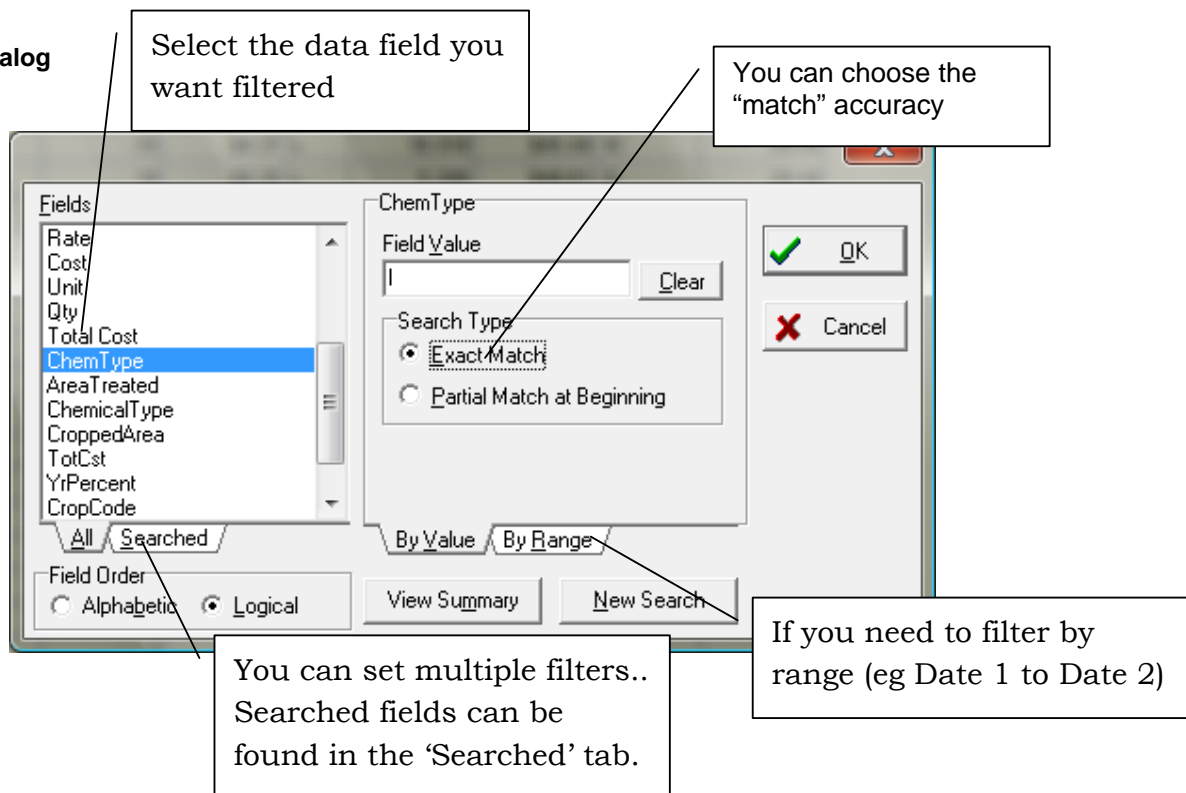 alog
Select the data field you
want filtered
You can choose the
“match” accuracy
Fields
Rate
Cost
Unit
Qty
Total Cost
ChemType
AreaTreated
ChemicalType
CroppedArea
TotCst
YrPercent
CropCode
All
Searched
Field Order
Alphabetic
Logical
ChemType
Field Value
Clear
Search Type
Exact Match
Partial Match at Beginning
By Value
By Range
View Summary
New Search
OK
Cancel
You can set multiple filters..
Searched fields can be
found in the ‘Searched’ tab.
If you need to filter by
range (eg Date 1 to Date 2)